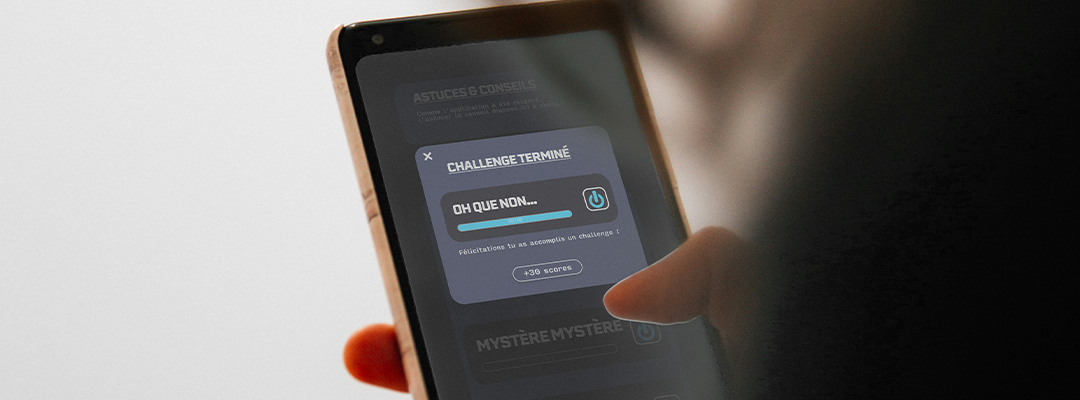 ASTUCES & CONSEILS
CHALLENGE TERMINÉ
OH QUE NON...
Félicitations tu as accomplis un challenge !
+30 scores
MYSTÈRE MYSTÈRE